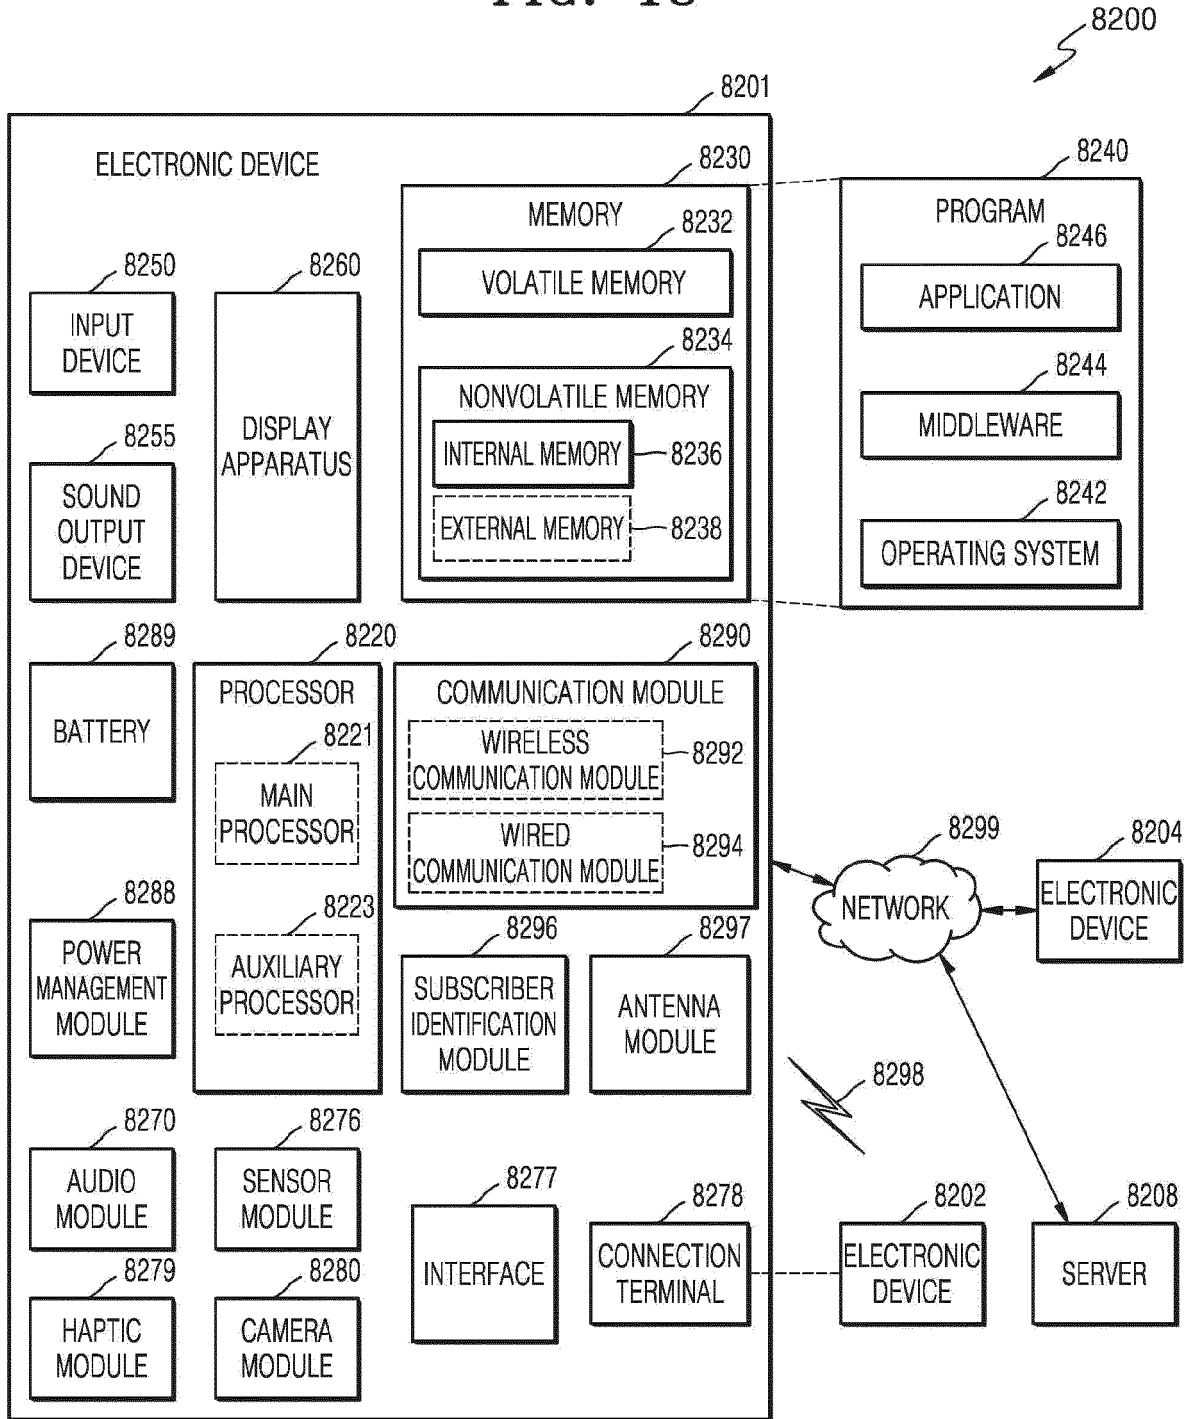 8200
8201
ELECTRONIC DEVICE
8230
MEMORY
8232
VOLATILE MEMORY
8234
NONVOLATILE MEMORY
INTERNAL MEMORY
8236
EXTERNAL MEMORY
8238
8240
PROGRAM
8246
APPLICATION
8244
MIDDLEWARE
8242
OPERATING SYSTEM
8250
INPUT
DEVICE
8260
DISPLAY
APPARATUS
8255
SOUND
OUTPUT
DEVICE
8289
BATTERY
8220
PROCESSOR
8221
MAIN
PROCESSOR
8223
AUXILIARY
PROCESSOR
8290
COMMUNICATION MODULE
WIRELESS
COMMUNICATION MODULE
8292
WIRED
COMMUNICATION MODULE
8294
8288
POWER
MANAGEMENT
MODULE
8296
SUBSCRIBER
IDENTIFICATION
MODULE
8297
ANTENNA
MODULE
8299
NETWORK
8204
ELECTRONIC
DEVICE
8298
8270
AUDIO
MODULE
8276
SENSOR
MODULE
8277
INTERFACE
8278
CONNECTION
TERMINAL
8202
ELECTRONIC
DEVICE
8208
SERVER
8279
HAPTIC
MODULE
8280
CAMERA
MODULE